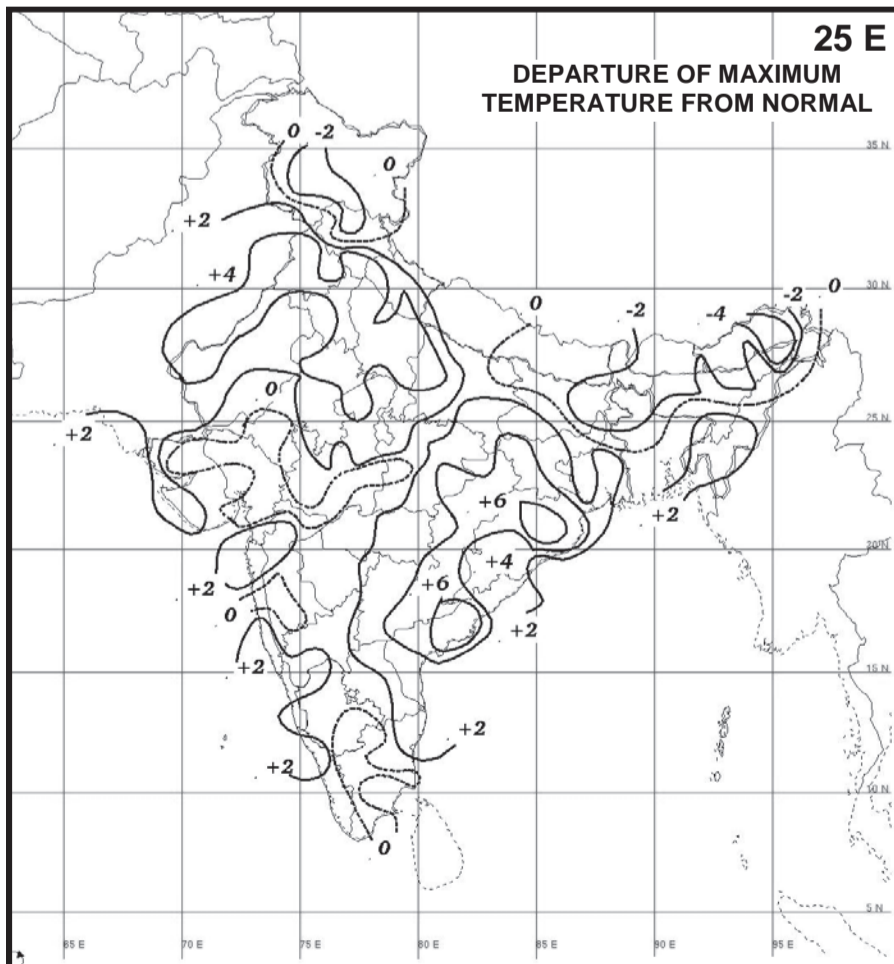 25 E
DEPARTURE OF MAXIMUM
TEMPERATURE FROM NORMAL
0 -2
35 N
0
+2
+4
30 N
0
-2
-4
-2
0
0
25 N
+2
+6
+2
20 N
+4
+6
+2
0
+2
+2
15 N
+2
+2
10 N
0
5 N
65 E
70 E
75 E
80 E
85 E
90 E
95 E